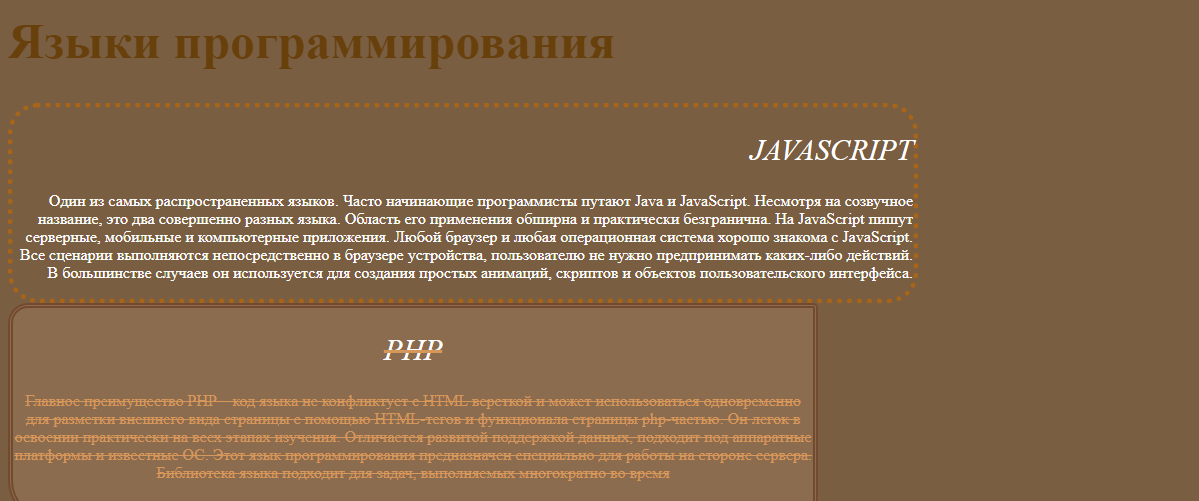 Языки программирования
JAVASCRIPT
Один из самых распространенных языков. Часто начинающие программисты путают Java и JavaScript. Несмотря на созвучное
название, это два совершенно разных языка. Область его применения обширна и практически безгранична. На JavaScript пишут
серверные, мобильные и компьютерные приложения. Любой браузер и любая операционная система хорошо знакома с JavaScript.
Все сценарии выполняются непосредственно в браузере устройства, пользователю не нужно предпринимать каких-либо действий.
В большинстве случаев он используется для создания простых анимаций, скриптов и объектов пользовательского интерфейса.
PHP
Главное преимущество PHP – код языка не конфликтует с HTML версткой и может использоваться одновременно
для разметки внешнего вида страницы с помощью HTML-тегов и функционала страницы php-частью. Он легок в
освоении практически на всех этапах изучения. Отличается развитой поддержкой данных, подходит под аппаратные
платформы и известные ОС. Этот язык программирования предназначен специально для работы на стороне сервера.
Библиотека языка подходит для задач, выполняемых многократно во время